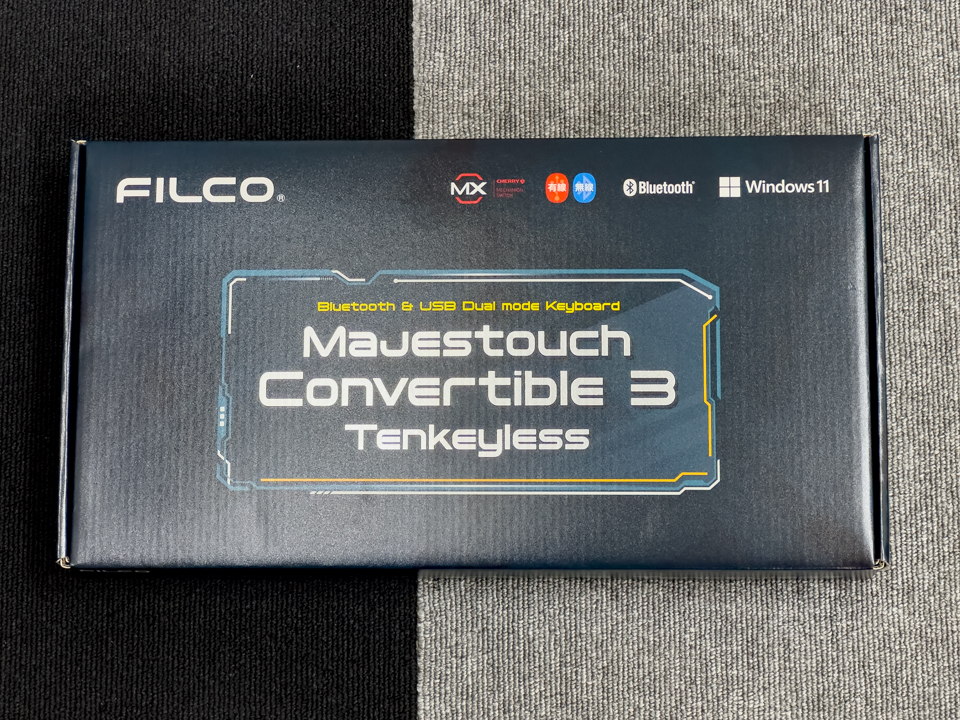 FILCO®
MX
CHERRY
有線
無線
Bluetooth®
Windows 11
Bluetooth & USB Dual mode Keyboard
Majestouch
Convertible 3
Tenkeyless